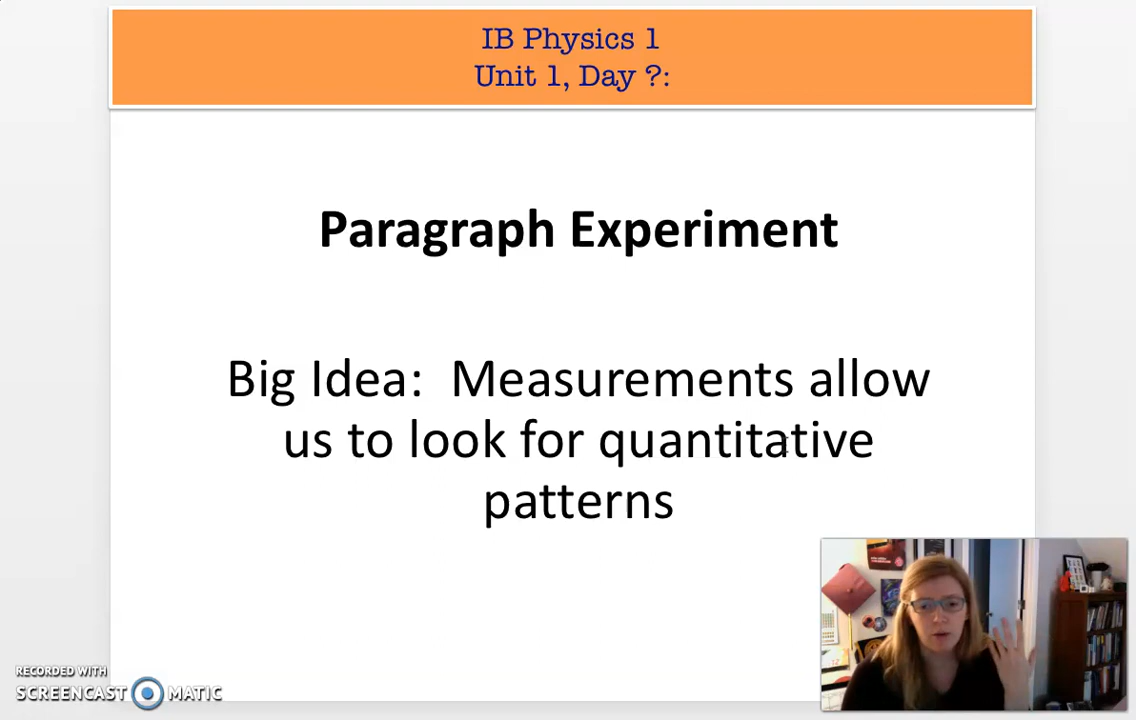 IB Physics 1
Unit 1, Day ?:
Paragraph Experiment
Big Idea: Measurements allow
us to look for quantitative
patterns
RECORDED WITH
SCREENCAST MATIC